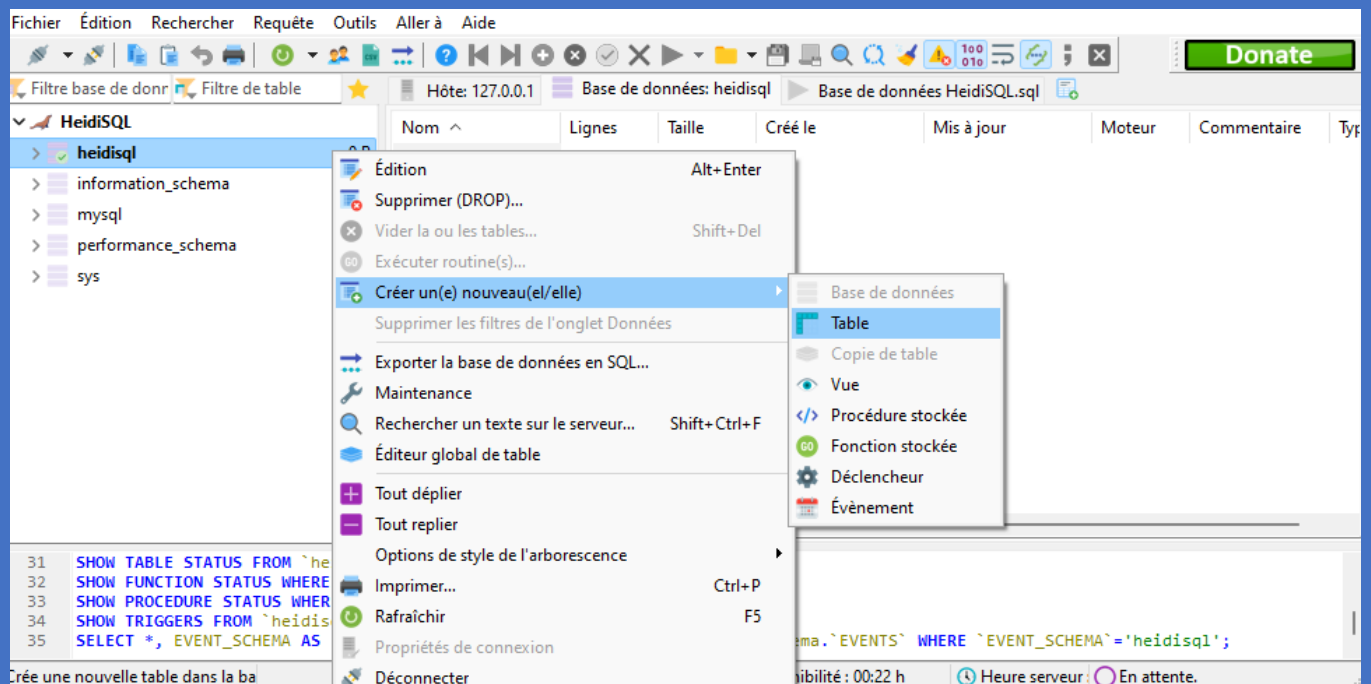 Fichier Édition Rechercher Requête Outils Aller à Aide
Donate
Filtre base de donr Filtre de table
Hôte: 127.0.0.1 Base de données: heidisql Base de données HeidiSQL.sql
HeidiSQL
heidisql
information_schema
mysql
performance_schema
sys
Nom Lignes Taille Créé le Mis à jour Moteur Commentaire Typ
Édition Alt+Enter
Supprimer (DROP)...
Vider la ou les tables... Shift+Del
Exécuter routine(s)...
Créer un(e) nouveau(el/elle)
Supprimer les filtres de l'onglet Données
Exporter la base de données en SQL...
Maintenance
Rechercher un texte sur le serveur... Shift+Ctrl+F
Éditeur global de table
Tout déplier
Tout replier
Options de style de l'arborescence
Imprimer... Ctrl+P
Rafraîchir F5
Propriétés de connexion
Déconnecter
Base de données
Table
Copie de table
Vue
Procédure stockée
Fonction stockée
Déclencheur
Évènement
31 SHOW TABLE STATUS FROM `he
32 SHOW FUNCTION STATUS WHERE
33 SHOW PROCEDURE STATUS WHER
34 SHOW TRIGGERS FROM `heidis
35 SELECT *, EVENT_SCHEMA AS ema.`EVENTS` WHERE `EVENT_SCHEMA`='heidisql';
Crée une nouvelle table dans la ba nibilité : 00:22 h Heure serveur : En attente.